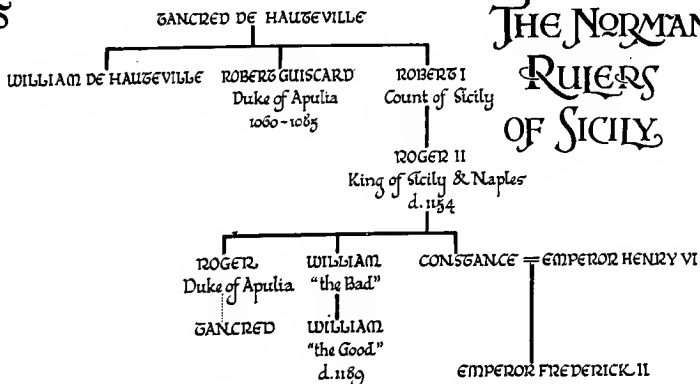 THE NORMAN
RULERS
OF SICILY
TANCRED DE HAUTEVILLE
WILLIAM DE HAUTEVILLE
ROBERT GUISCARD
Duke of Apulia
1060-1085
ROBERT I
Count of Sicily
ROGER II
King of Sicily & Naples
d. 1154
ROGER
Duke of Apulia
TANCRED
WILLIAM
"the Bad"
WILLIAM
"the Good"
d. 1189
CONSTANCE = EMPEROR HENRY VI
EMPEROR FREDERICK II